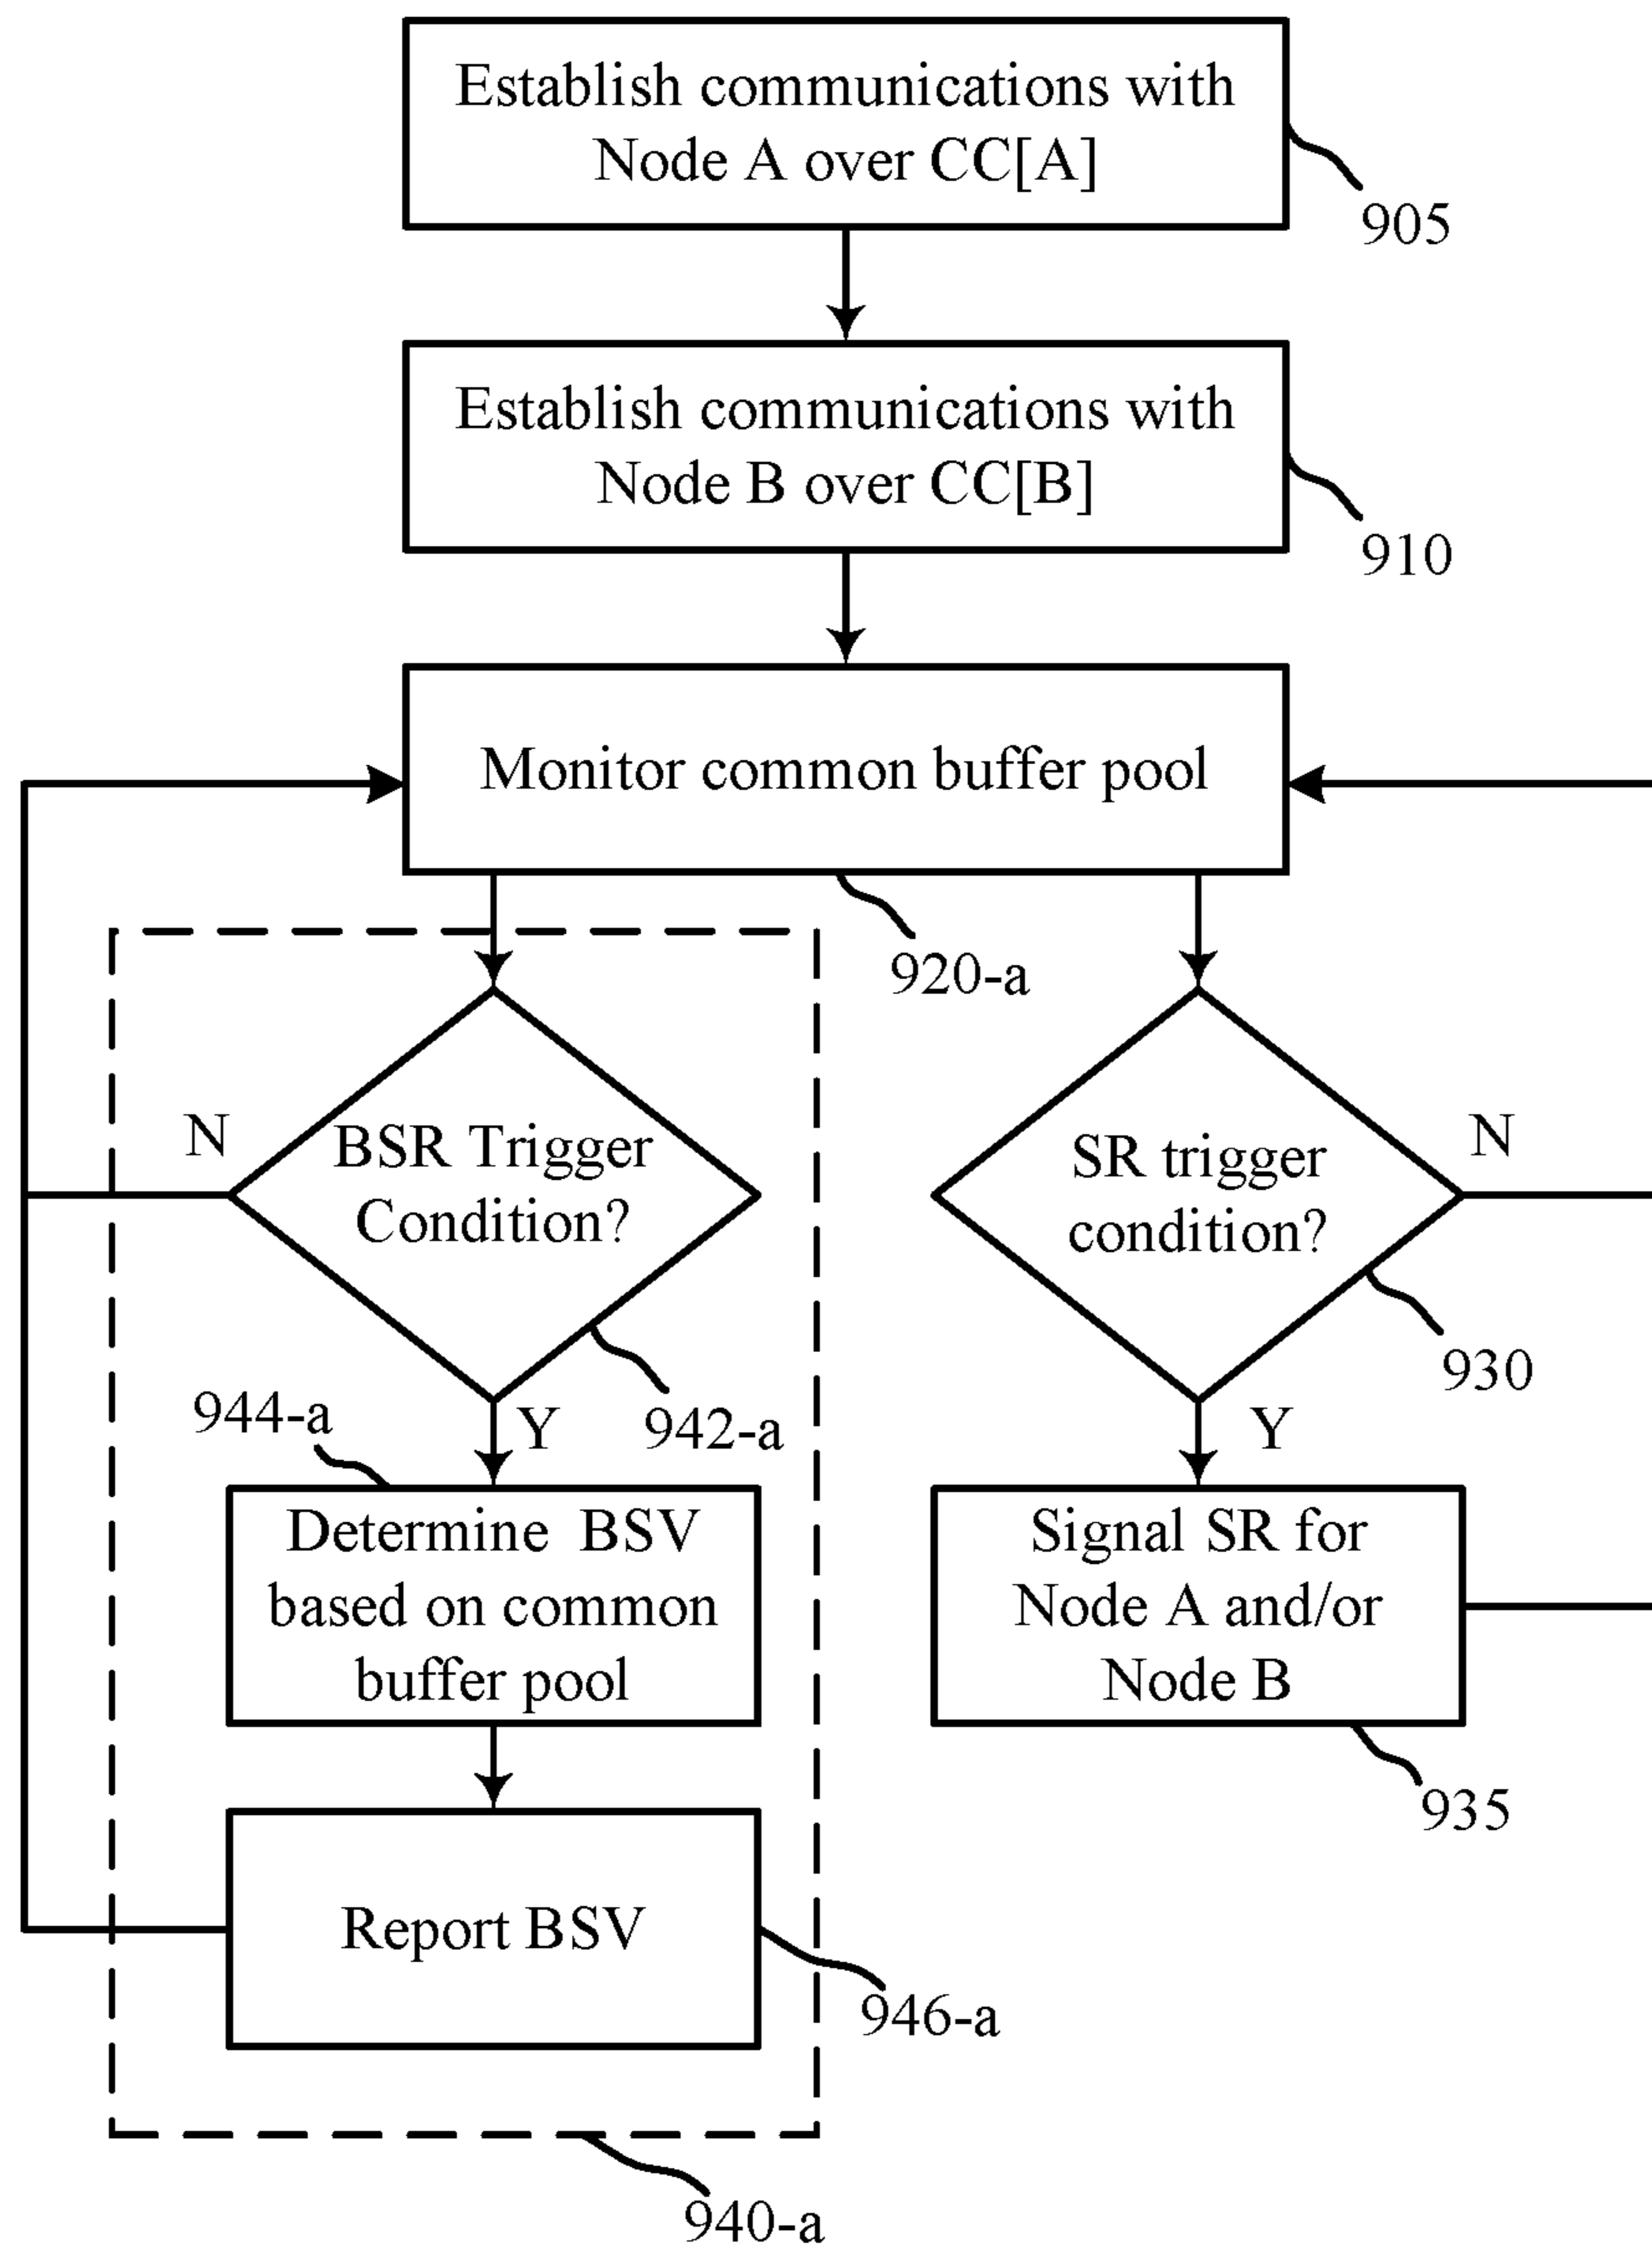 Establish communications with
Node A over CC[A]
905
Establish communications with
Node B over CC[B]
910
Monitor common buffer pool
920-a
N
BSR Trigger
Condition?
942-a
Y
SR trigger
condition?
N
930
Y
944-a
Determine BSV
based on common
buffer pool
Signal SR for
Node A and/or
Node B
935
Report BSV
946-a
940-a